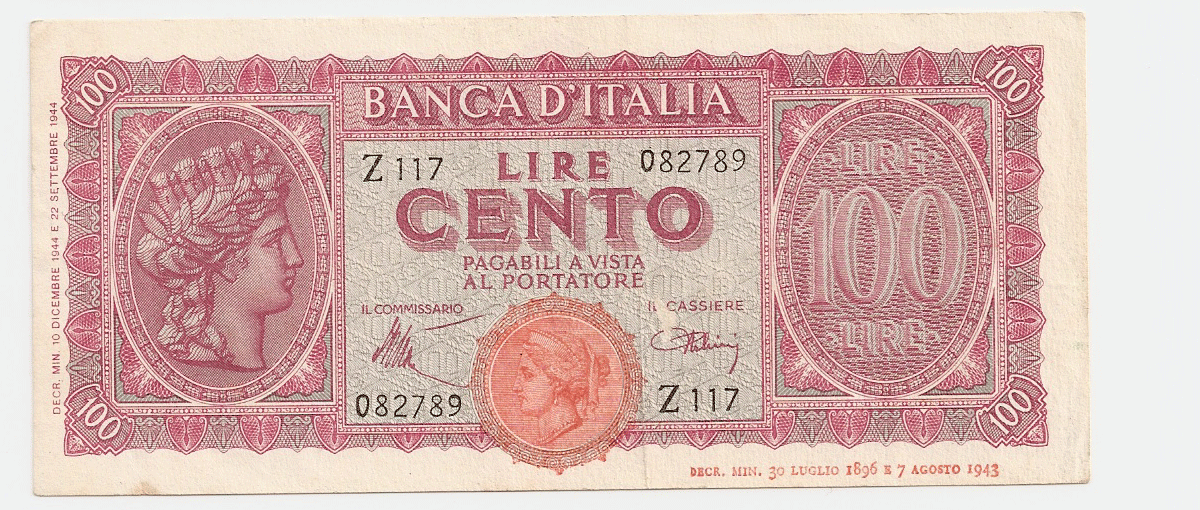 100
100
BANCA D'ITALIA
Z 117
LIRE
082789
CENTO
PAGABILI A VISTA
AL PORTATORE
IL COMMISSARIO
IL CASSIERE
082789
Z 117
LIRE
100
LIRE
100
100
DECR. MIN. 10 DICEMBRE 1944 E 22 SETTEMBRE 1944
DECR. MIN. 30 LUGLIO 1896 E 7 AGOSTO 1943